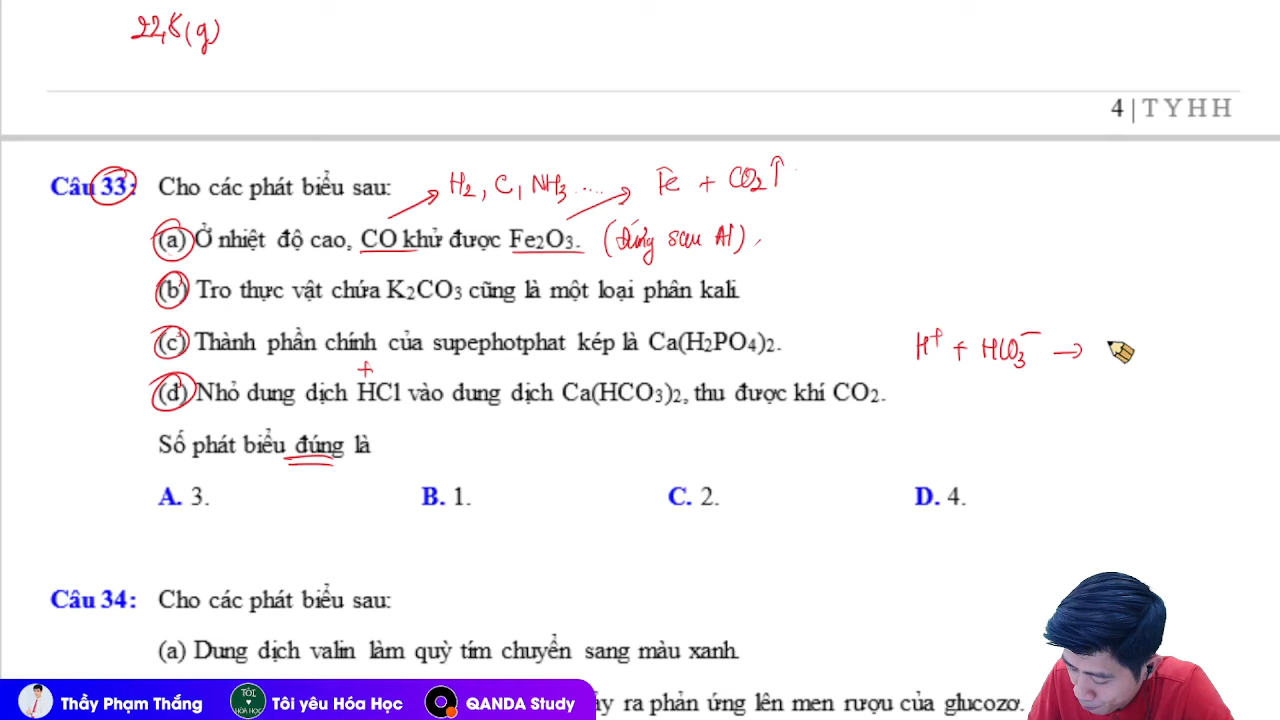 22,8(g)
4 | T Y H H
Câu 33: Cho các phát biểu sau:
H2, C, NH3 .... Fe + CO2↑
(a) Ở nhiệt độ cao, CO khử được Fe2O3. (đứng sau Al)
(b) Tro thực vật chứa K2CO3 cũng là một loại phân kali.
(c) Thành phần chính của supephotphat kép là Ca(H2PO4)2.
H+ + HCO3- →
+
(d) Nhỏ dung dịch HCl vào dung dịch Ca(HCO3)2, thu được khí CO2.
Số phát biểu đúng là
A. 3. B. 1. C. 2. D. 4.
Câu 34: Cho các phát biểu sau:
(a) Dung dịch valin làm quỳ tím chuyển sang màu xanh.
ra phản ứng lên men rượu của glucozơ.
Thầy Phạm Thắng TÔI YÊU HÓA HỌC Tôi yêu Hóa Học QANDA Study